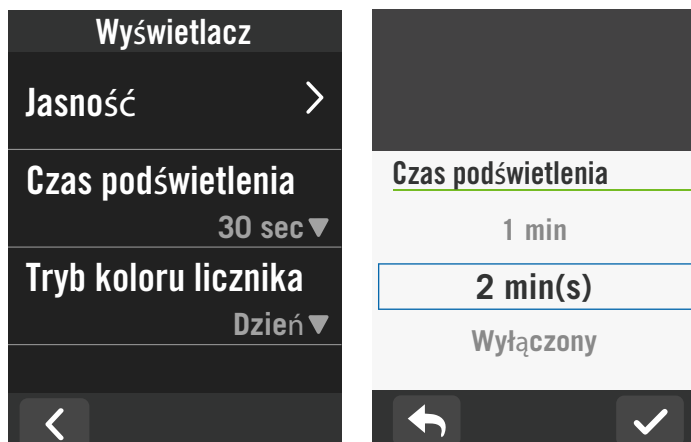 Wyświetlacz
Jasność
Czas podświetlenia
30 sec
Tryb koloru licznika
Dzień
Czas podświetlenia
1 min
2 min(s)
Wyłączony